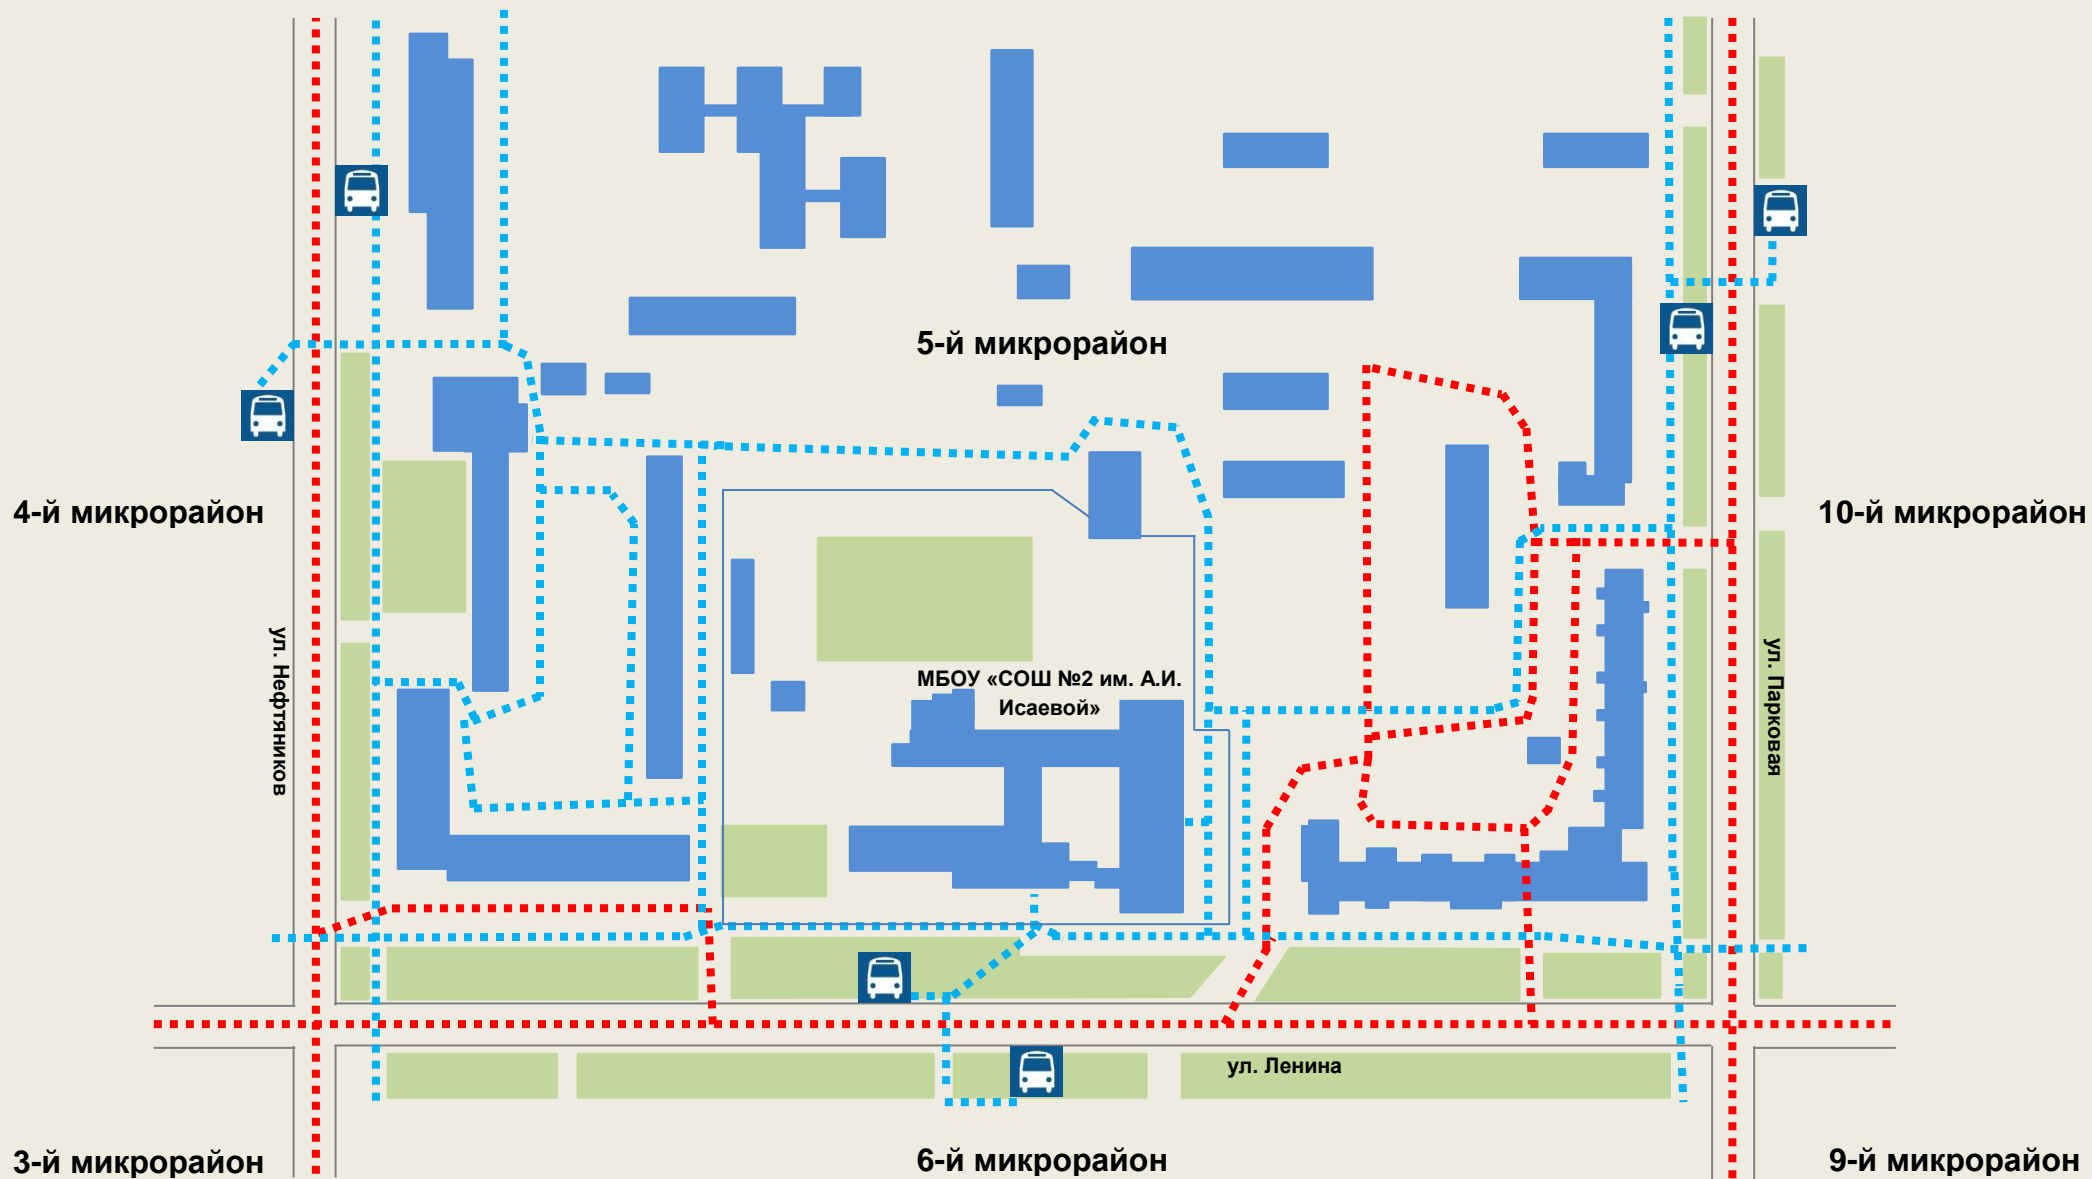 5-й микрорайон
4-й микрорайон
10-й микрорайон
ул. Нефтяников
МБОУ «СОШ №2 им. А.И.
Исаевой»
ул. Парковая
ул. Ленина
3-й микрорайон
6-й микрорайон
9-й микрорайон